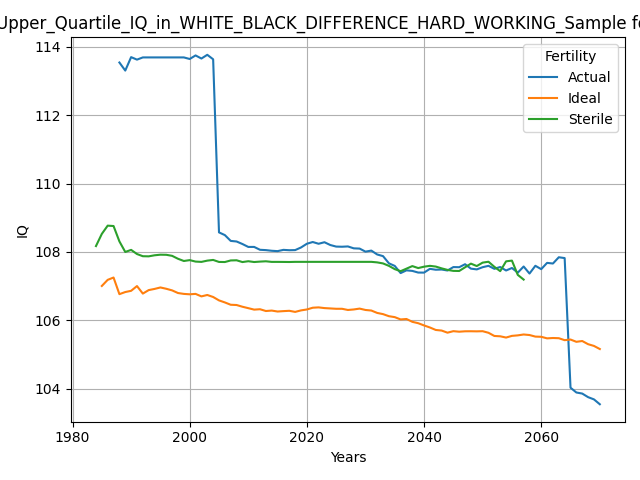 Upper_Quartile_IQ_in_WHITE_BLACK_DIFFERENCE_HARD_WORKING_Sample fo
Fertility
Actual
Ideal
Sterile
114
112
110
108
106
104
IQ
1980
2000
2020
2040
2060
Years